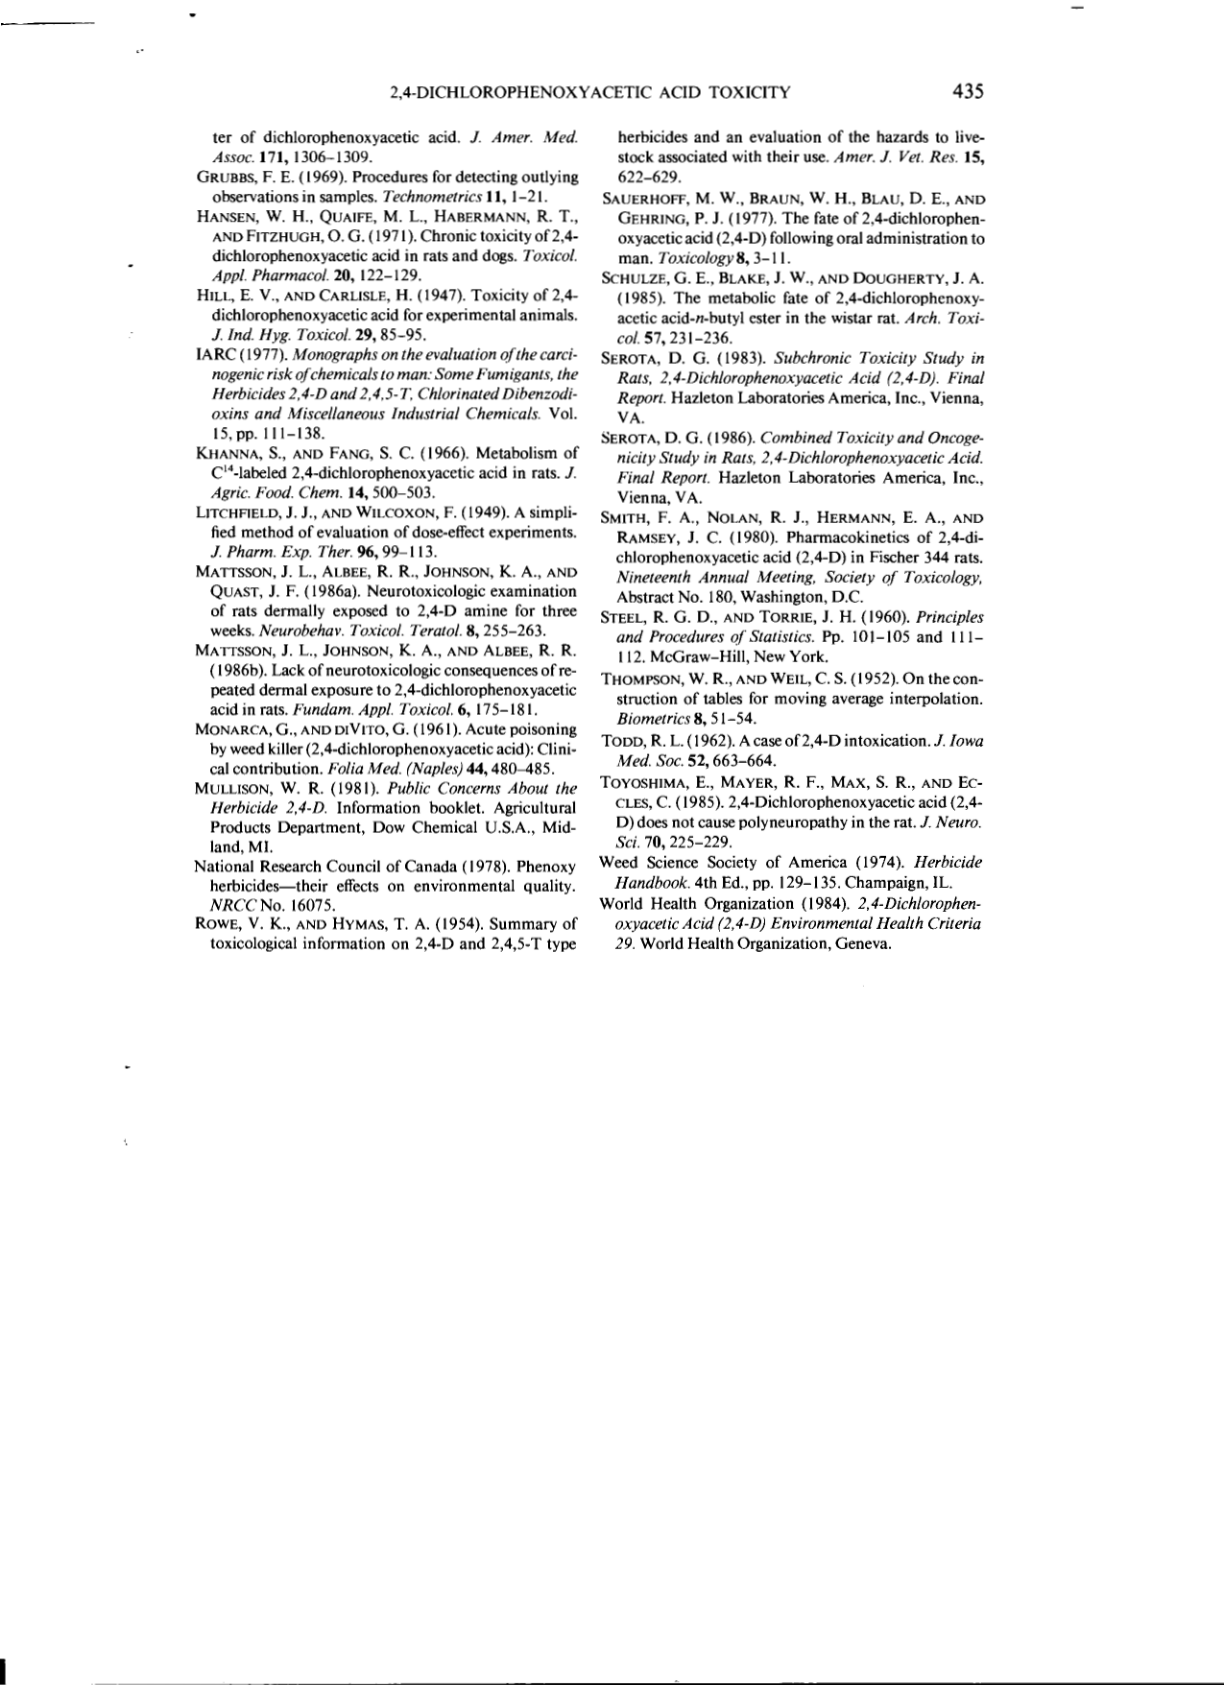 2,4-DICHLOROPHENOXYACETIC ACID TOXICITY 435
ter of dichlorophenoxyacetic acid. J. Amer. Med.
Assoc. 171, 1306–1309.
GRUBBS, F. E. (1969). Procedures for detecting outlying
observations in samples. Technometrics 11, 1–21.
HANSEN, W. H., QUAIFE, M. L., HABERMANN, R. T.,
AND FITZHUGH, O. G. (1971). Chronic toxicity of 2,4-
dichlorophenoxyacetic acid in rats and dogs. Toxicol.
Appl. Pharmacol. 20, 122–129.
HILL, E. V., AND CARLISLE, H. (1947). Toxicity of 2,4-
dichlorophenoxyacetic acid for experimental animals.
J. Ind. Hyg. Toxicol. 29, 85–95.
IARC (1977). Monographs on the evaluation of the carci-
nogenic risk of chemicals to man: Some Fumigants, the
Herbicides 2,4-D and 2,4,5-T, Chlorinated Dibenzodi-
oxins and Miscellaneous Industrial Chemicals. Vol.
15, pp. 111–138.
KHANNA, S., AND FANG, S. C. (1966). Metabolism of
C¹⁴-labeled 2,4-dichlorophenoxyacetic acid in rats. J.
Agric. Food. Chem. 14, 500–503.
LITCHFIELD, J. J., AND WILCOXON, F. (1949). A simpli-
fied method of evaluation of dose-effect experiments.
J. Pharm. Exp. Ther. 96, 99–113.
MATTSSON, J. L., ALBEE, R. R., JOHNSON, K. A., AND
QUAST, J. F. (1986a). Neurotoxicologic examination
of rats dermally exposed to 2,4-D amine for three
weeks. Neurobehav. Toxicol. Teratol. 8, 255–263.
MATTSSON, J. L., JOHNSON, K. A., AND ALBEE, R. R.
(1986b). Lack of neurotoxicologic consequences of re-
peated dermal exposure to 2,4-dichlorophenoxyacetic
acid in rats. Fundam. Appl. Toxicol. 6, 175–181.
MONARCA, G., AND DIVITO, G. (1961). Acute poisoning
by weed killer (2,4-dichlorophenoxyacetic acid): Clini-
cal contribution. Folia Med. (Naples) 44, 480–485.
MULLISON, W. R. (1981). Public Concerns About the
Herbicide 2,4-D. Information booklet. Agricultural
Products Department, Dow Chemical U.S.A., Mid-
land, MI.
National Research Council of Canada (1978). Phenoxy
herbicides—their effects on environmental quality.
NRCC No. 16075.
ROWE, V. K., AND HYMAS, T. A. (1954). Summary of
toxicological information on 2,4-D and 2,4,5-T type
herbicides and an evaluation of the hazards to live-
stock associated with their use. Amer. J. Vet. Res. 15,
622–629.
SAUERHOFF, M. W., BRAUN, W. H., BLAU, D. E., AND
GEHRING, P. J. (1977). The fate of 2,4-dichlorophen-
oxyacetic acid (2,4-D) following oral administration to
man. Toxicology 8, 3–11.
SCHULZE, G. E., BLAKE, J. W., AND DOUGHERTY, J. A.
(1985). The metabolic fate of 2,4-dichlorophenoxy-
acetic acid-n-butyl ester in the wistar rat. Arch. Toxi-
col. 57, 231–236.
SEROTA, D. G. (1983). Subchronic Toxicity Study in
Rats, 2,4-Dichlorophenoxyacetic Acid (2,4-D). Final
Report. Hazleton Laboratories America, Inc., Vienna,
VA.
SEROTA, D. G. (1986). Combined Toxicity and Oncoge-
nicity Study in Rats, 2,4-Dichlorophenoxyacetic Acid.
Final Report. Hazleton Laboratories America, Inc.,
Vienna, VA.
SMITH, F. A., NOLAN, R. J., HERMANN, E. A., AND
RAMSEY, J. C. (1980). Pharmacokinetics of 2,4-di-
chlorophenoxyacetic acid (2,4-D) in Fischer 344 rats.
Nineteenth Annual Meeting, Society of Toxicology,
Abstract No. 180, Washington, D.C.
STEEL, R. G. D., AND TORRIE, J. H. (1960). Principles
and Procedures of Statistics. Pp. 101–105 and 111–
112. McGraw–Hill, New York.
THOMPSON, W. R., AND WEIL, C. S. (1952). On the con-
struction of tables for moving average interpolation.
Biometrics 8, 51–54.
TODD, R. L. (1962). A case of 2,4-D intoxication. J. Iowa
Med. Soc. 52, 663–664.
TOYOSHIMA, E., MAYER, R. F., MAX, S. R., AND EC-
CLES, C. (1985). 2,4-Dichlorophenoxyacetic acid (2,4-
D) does not cause polyneuropathy in the rat. J. Neuro.
Sci. 70, 225–229.
Weed Science Society of America (1974). Herbicide
Handbook. 4th Ed., pp. 129–135. Champaign, IL.
World Health Organization (1984). 2,4-Dichlorophen-
oxyacetic Acid (2,4-D) Environmental Health Criteria
29. World Health Organization, Geneva.